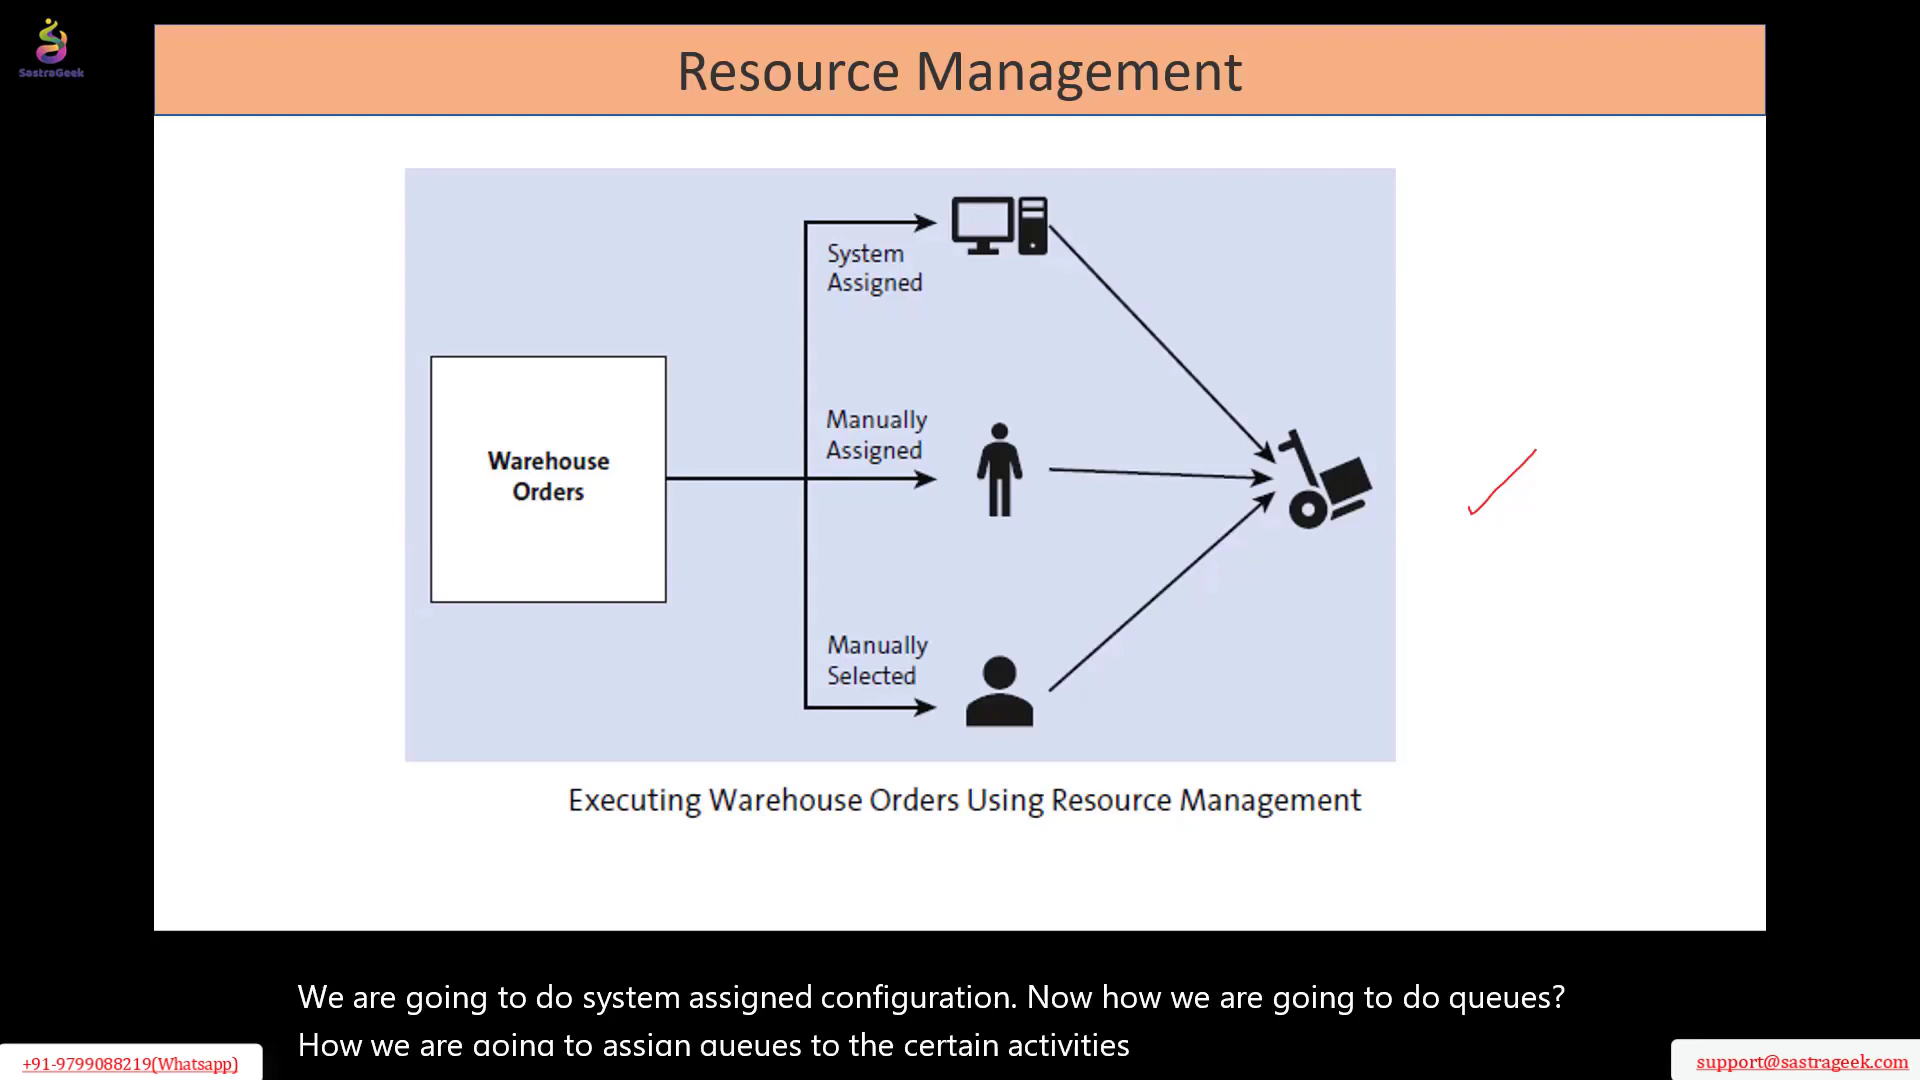 SastraGeek
Resource Management
System
Assigned
Manually
Assigned
Warehouse
Orders
Manually
Selected
Executing Warehouse Orders Using Resource Management
We are going to do system assigned configuration. Now how we are going to do queues?
How we are going to assign queues to the certain activities
+91-9799088219(Whatsapp)
support@sastrageek.com